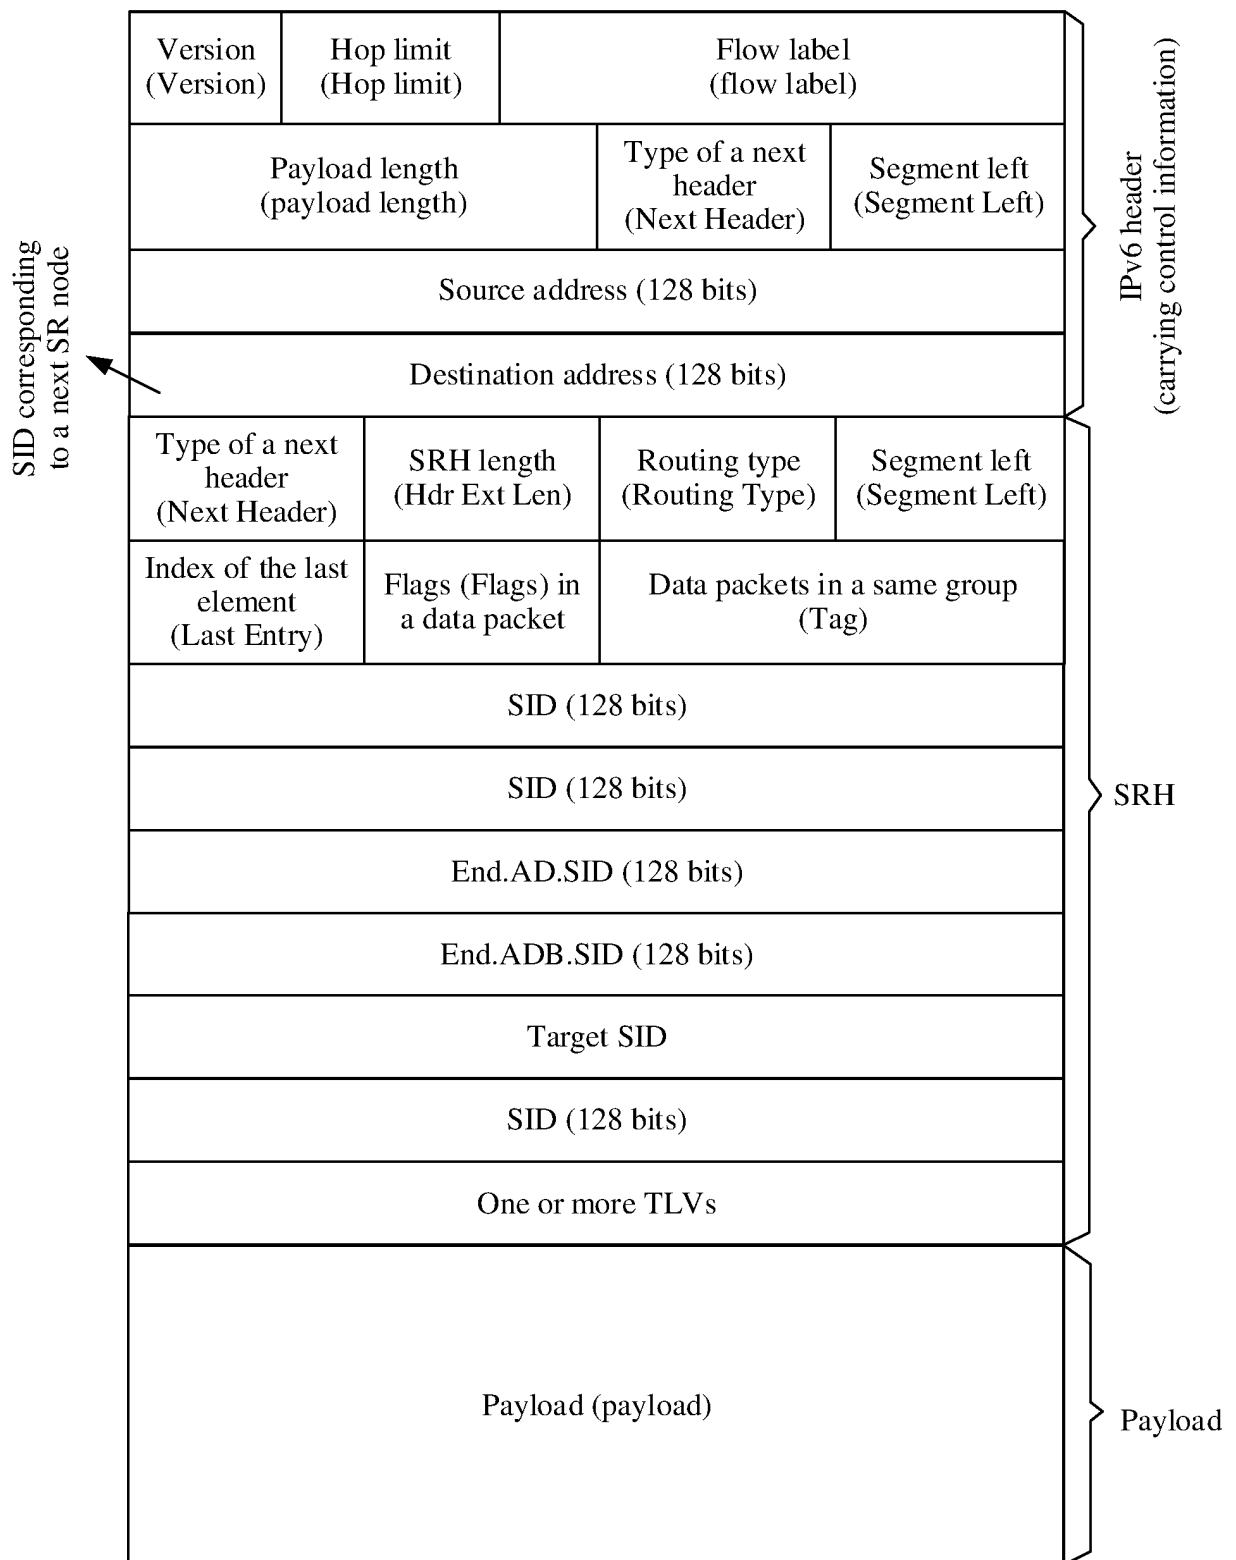 Version
(Version)
Hop limit
(Hop limit)
Flow label
(flow label)
Payload length
(payload length)
Type of a next
header
(Next Header)
Segment left
(Segment Left)
Source address (128 bits)
Destination address (128 bits)
IPv6 header
(carrying control information)
SID corresponding
to a next SR node
Type of a next
header
(Next Header)
SRH length
(Hdr Ext Len)
Routing type
(Routing Type)
Segment left
(Segment Left)
Index of the last
element
(Last Entry)
Flags (Flags) in
a data packet
Data packets in a same group
(Tag)
SID (128 bits)
SID (128 bits)
End.AD.SID (128 bits)
End.ADB.SID (128 bits)
Target SID
SID (128 bits)
One or more TLVs
SRH
Payload (payload)
Payload